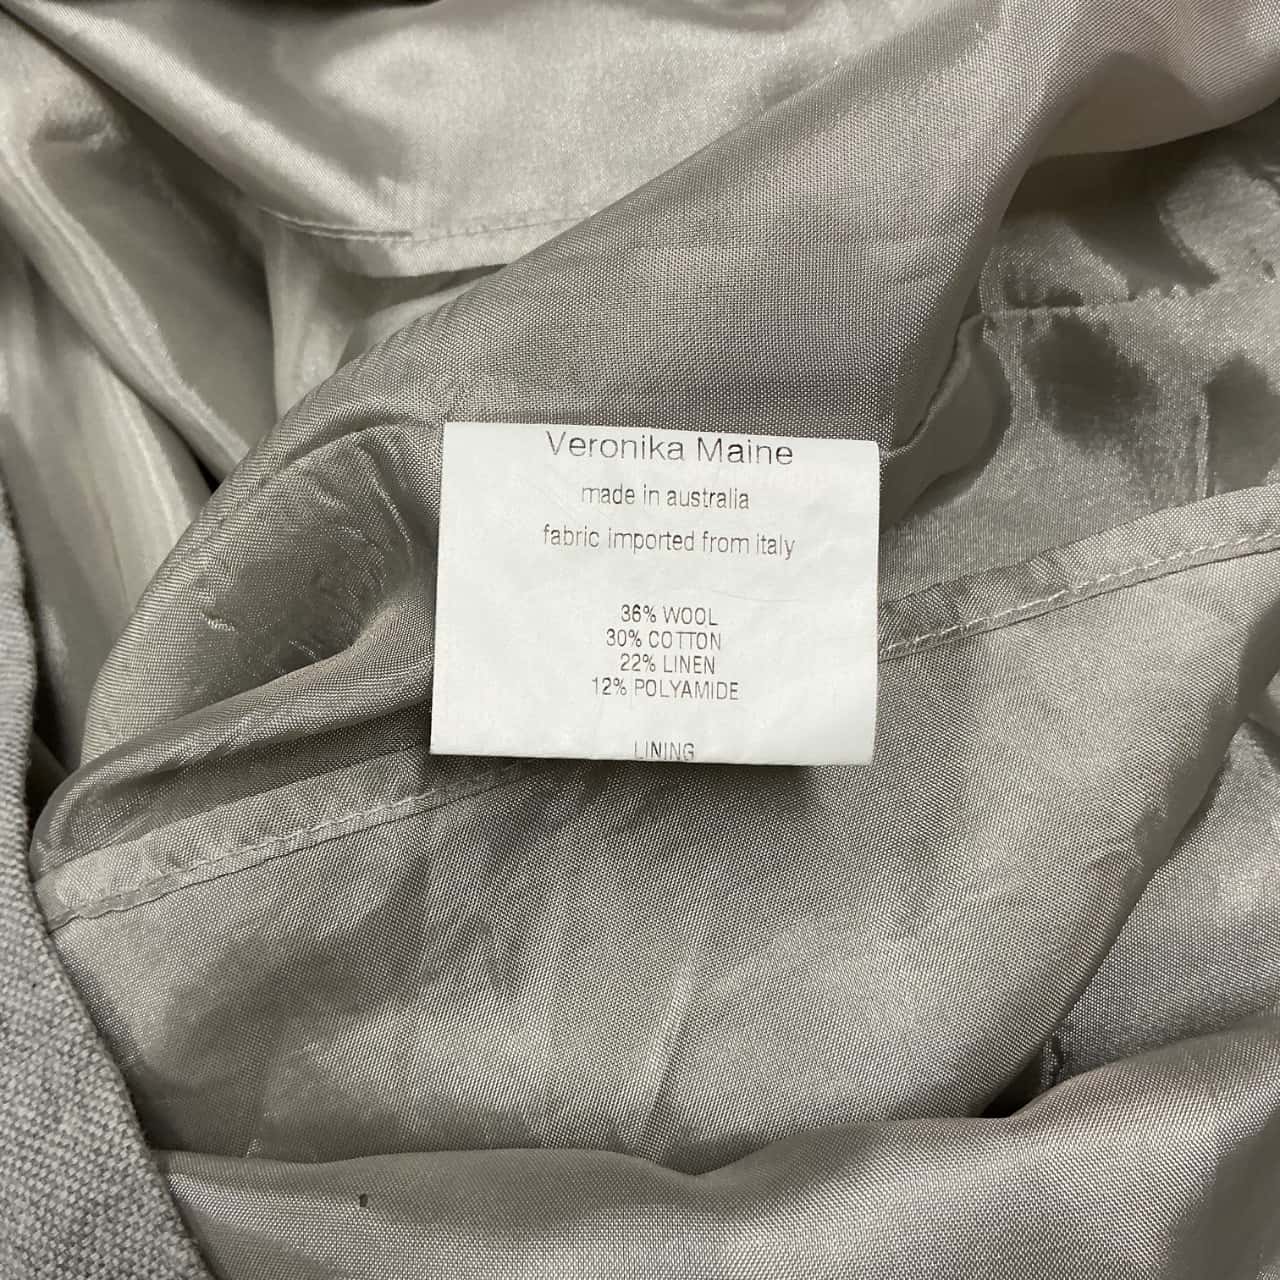 Veronika Maine
made in australia
fabric imported from italy
36% WOOL
30% COTTON
22% LINEN
12% POLYAMIDE
LINING